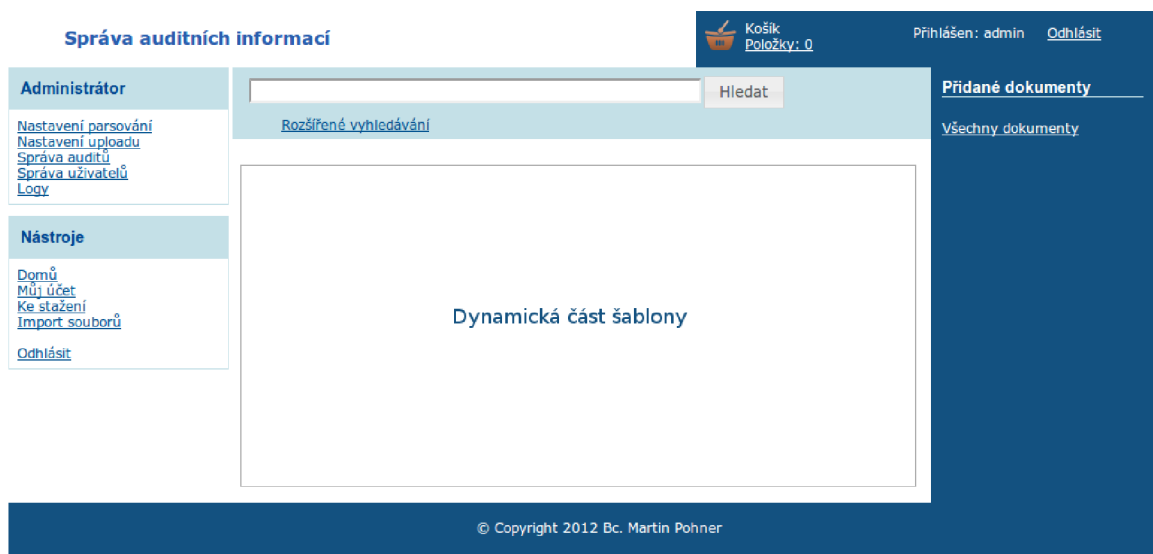 Správa auditních informací
Košík
Položky: 0
Přihlášen: admin Odhlásit
Administrátor
Nastavení parsování
Nastavení uploadu
Správa auditů
Správa uživatelů
Logy
Nástroje
Domů
Můj účet
Ke stažení
Import souborů
Odhlásit
Hledat
Rozšířené vyhledávání
Dynamická část šablony
Přidané dokumenty
Všechny dokumenty
© Copyright 2012 Bc. Martin Pohner